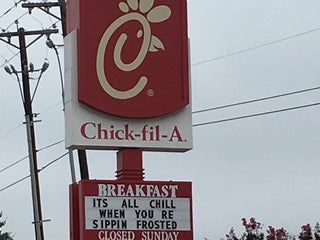 ®
Chick-fil-A.
BREAKFAST
ITS ALL CHILL
WHEN YOU RE
SIPPIN FROSTED
CLOSED SUNDAY